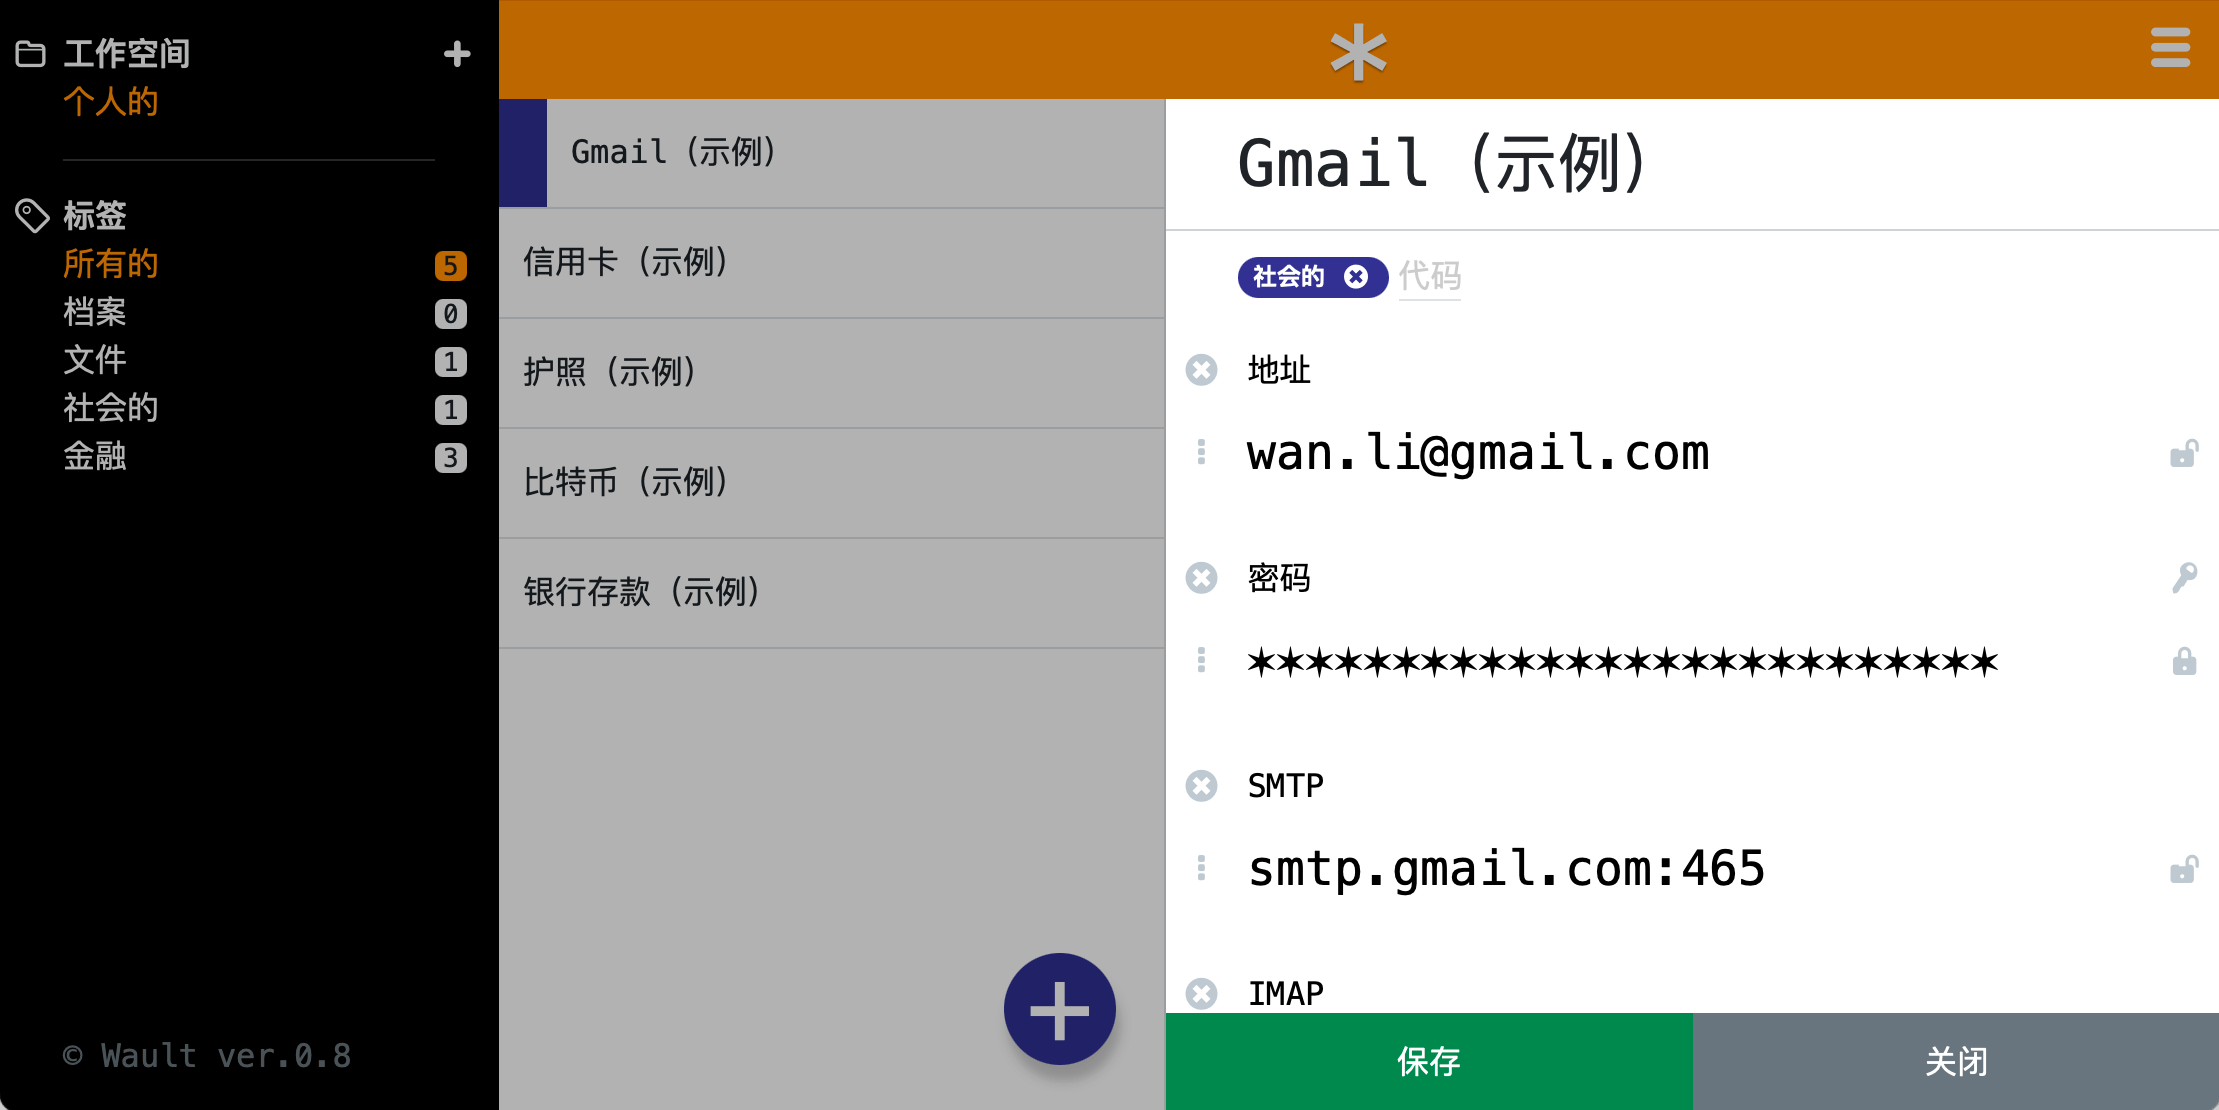 工作空间
个人的
标签
所有的 5
档案 0
文件 1
社会的 1
金融 3
© Wault ver.0.8
Gmail (示例)
信用卡 (示例)
护照 (示例)
比特币 (示例)
银行存款 (示例)
Gmail (示例)
社会的 代码
地址
wan.li@gmail.com
密码
✶✶✶✶✶✶✶✶✶✶✶✶✶✶✶✶✶✶✶✶✶✶✶✶✶✶
SMTP
smtp.gmail.com:465
IMAP
保存 关闭